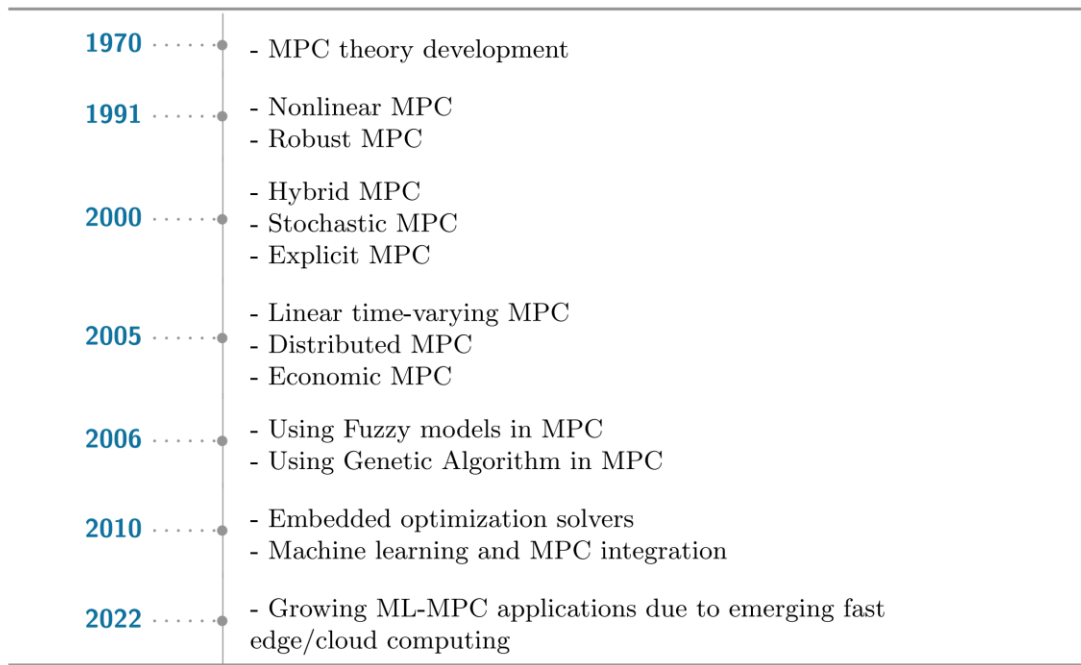 1970 - MPC theory development
1991 - Nonlinear MPC
- Robust MPC
2000 - Hybrid MPC
- Stochastic MPC
- Explicit MPC
2005 - Linear time-varying MPC
- Distributed MPC
- Economic MPC
2006 - Using Fuzzy models in MPC
- Using Genetic Algorithm in MPC
2010 - Embedded optimization solvers
- Machine learning and MPC integration
2022 - Growing ML-MPC applications due to emerging fast
edge/cloud computing